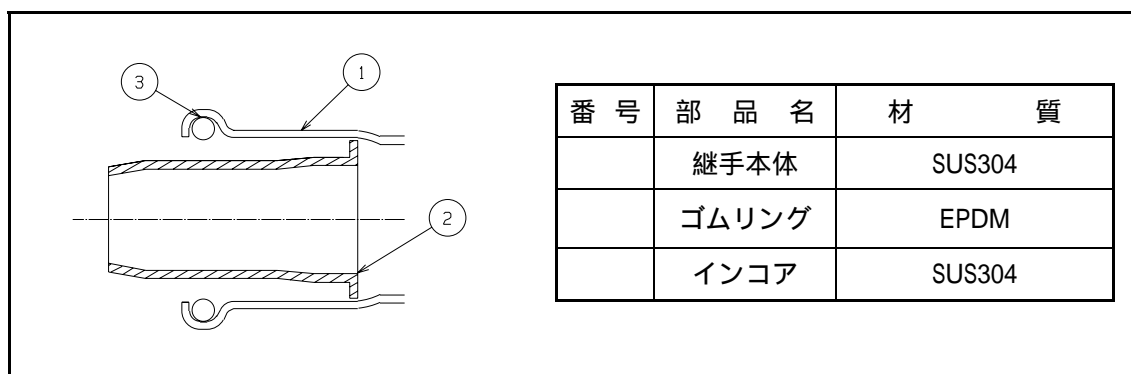 3
1
2
番 号 部 品 名 材 質
継手本体 SUS304
ゴムリング EPDM
インコア SUS304